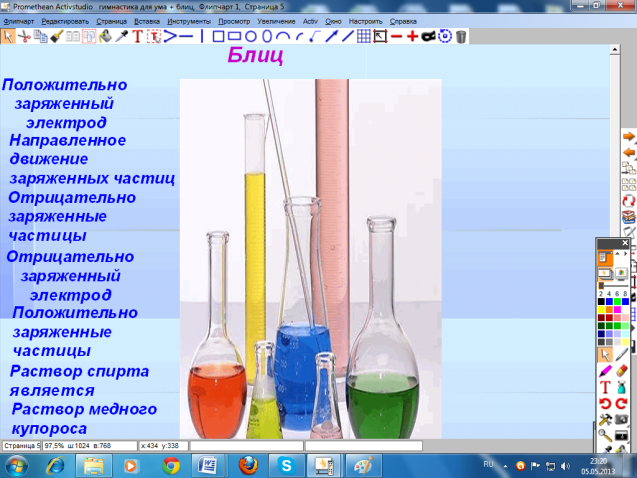 Promethean Activstudio гимнастика для ума + блиц, Флипчарт 1, Страница 5
Флипчарт Редактировать Страница Вставка Инструменты Просмотр Увеличение Activ Окно Настроить Справка
Блиц
Положительно
заряженный
электрод
Направленное
движение
заряженных частиц
Отрицательно
заряженные
частицы
Отрицательно
заряженный
электрод
Положительно
заряженные
частицы
Раствор спирта
является
Раствор медного
купороса
2 4 6 8
Страница 5 97,5% ш:1024 в:768 x:434 y:338
RU
23:20
05.05.2013